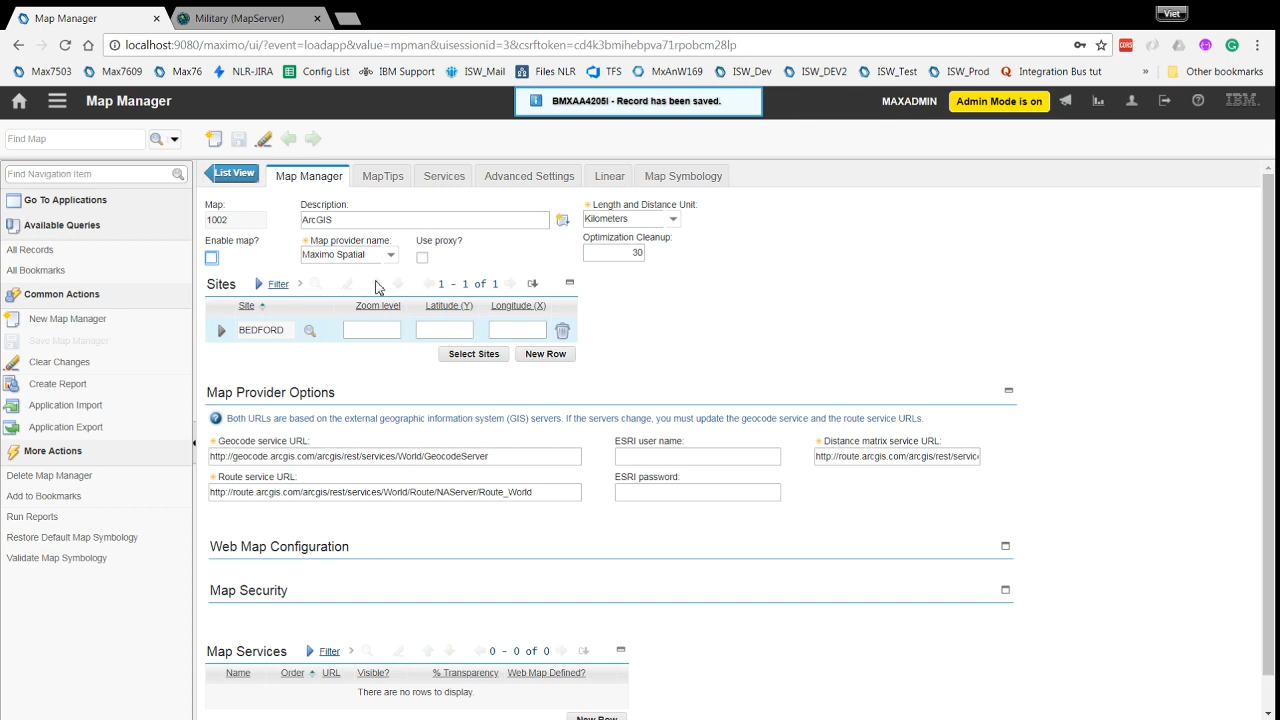 Map Manager
Military (MapServer)
Viet
localhost:9080/maximo/ui/?event=loadapp&value=mpman&uisessionid=3&csrftoken=cd4k3bmihebpva71rpobcm28lp
Max7503 Max7609 Max76 NLR-JIRA Config List IBM Support ISW_Mail Files NLR TFS MxAnW169 ISW_Dev ISW_DEV2 ISW_Test ISW_Prod Integration Bus tut » Other bookmarks
Map Manager
BMXAA4205I - Record has been saved.
MAXADMIN
Admin Mode is on
IBM
Find Map
Find Navigation Item
Go To Applications
Available Queries
All Records
All Bookmarks
Common Actions
New Map Manager
Save Map Manager
Clear Changes
Create Report
Application Import
Application Export
More Actions
Delete Map Manager
Add to Bookmarks
Run Reports
Restore Default Map Symbology
Validate Map Symbology
List View
Map Manager MapTips Services Advanced Settings Linear Map Symbology
Map: Description: *Length and Distance Unit:
1002 ArcGIS Kilometers
Enable map? *Map provider name: Use proxy? Optimization Cleanup:
Maximo Spatial 30
Sites Filter 1 - 1 of 1
Site Zoom level Latitude (Y) Longitude (X)
BEDFORD
Select Sites New Row
Map Provider Options
Both URLs are based on the external geographic information system (GIS) servers. If the servers change, you must update the geocode service and the route service URLs.
*Geocode service URL: ESRI user name: *Distance matrix service URL:
http://geocode.arcgis.com/arcgis/rest/services/World/GeocodeServer http://route.arcgis.com/arcgis/rest/servic
*Route service URL: ESRI password:
http://route.arcgis.com/arcgis/rest/services/World/Route/NAServer/Route_World
Web Map Configuration
Map Security
Map Services Filter 0 - 0 of 0
Name Order URL Visible? % Transparency Web Map Defined?
There are no rows to display.
New Row